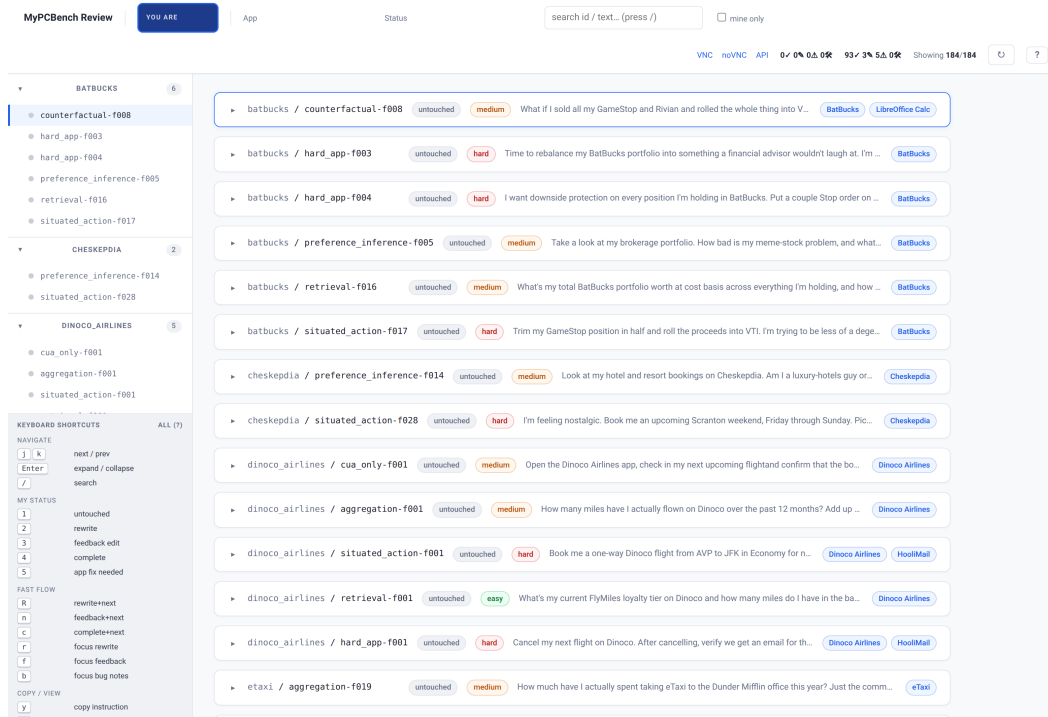 MyPCBench Review YOU ARE App Status search id / text... (press /) mine only
VNC noVNC API 0✓ 0✎ 0⚠ 0🛠 93✓ 3✎ 5⚠ 0🛠 Showing 184/184 ↻ ?
▾ BATBUCKS 6
counterfactual-f008
hard_app-f003
hard_app-f004
preference_inference-f005
retrieval-f016
situated_action-f017
▾ CHESKEPDIA 2
preference_inference-f014
situated_action-f028
▾ DINOCO_AIRLINES 5
cua_only-f001
aggregation-f001
situated_action-f001
KEYBOARD SHORTCUTS ALL (?)
NAVIGATE
j k next / prev
Enter expand / collapse
/ search
MY STATUS
1 untouched
2 rewrite
3 feedback edit
4 complete
5 app fix needed
FAST FLOW
R rewrite+next
n feedback+next
c complete+next
r focus rewrite
f focus feedback
b focus bug notes
COPY / VIEW
y copy instruction
▸ batbucks / counterfactual-f008 untouched medium What if I sold all my GameStop and Rivian and rolled the whole thing into V... BatBucks LibreOffice Calc
▸ batbucks / hard_app-f003 untouched hard Time to rebalance my BatBucks portfolio into something a financial advisor wouldn't laugh at. I'm ... BatBucks
▸ batbucks / hard_app-f004 untouched hard I want downside protection on every position I'm holding in BatBucks. Put a couple Stop order on ... BatBucks
▸ batbucks / preference_inference-f005 untouched medium Take a look at my brokerage portfolio. How bad is my meme-stock problem, and what... BatBucks
▸ batbucks / retrieval-f016 untouched medium What's my total BatBucks portfolio worth at cost basis across everything I'm holding, and how ... BatBucks
▸ batbucks / situated_action-f017 untouched hard Trim my GameStop position in half and roll the proceeds into VTI. I'm trying to be less of a dege... BatBucks
▸ cheskepdia / preference_inference-f014 untouched medium Look at my hotel and resort bookings on Cheskepdia. Am I a luxury-hotels guy or... Cheskepdia
▸ cheskepdia / situated_action-f028 untouched hard I'm feeling nostalgic. Book me an upcoming Scranton weekend, Friday through Sunday. Pic... Cheskepdia
▸ dinoco_airlines / cua_only-f001 untouched medium Open the Dinoco Airlines app, check in my next upcoming flightand confirm that the bo... Dinoco Airlines
▸ dinoco_airlines / aggregation-f001 untouched medium How many miles have I actually flown on Dinoco over the past 12 months? Add up ... Dinoco Airlines
▸ dinoco_airlines / situated_action-f001 untouched hard Book me a one-way Dinoco flight from AVP to JFK in Economy for n... Dinoco Airlines HooliMail
▸ dinoco_airlines / retrieval-f001 untouched easy What's my current FlyMiles loyalty tier on Dinoco and how many miles do I have in the ba... Dinoco Airlines
▸ dinoco_airlines / hard_app-f001 untouched hard Cancel my next flight on Dinoco. After cancelling, verify we get an email for th... Dinoco Airlines HooliMail
▸ etaxi / aggregation-f019 untouched medium How much have I actually spent taking eTaxi to the Dunder Mifflin office this year? Just the comm... eTaxi